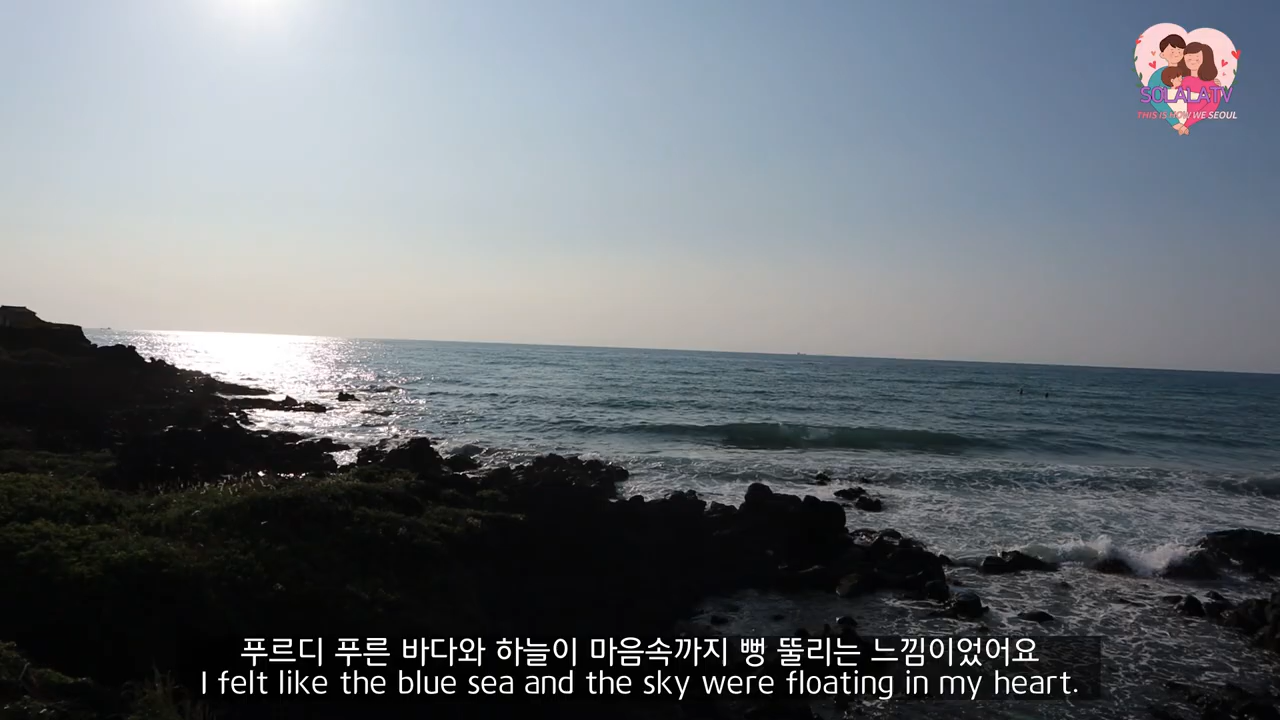 SOLALATV
THIS IS HOW WE SEOUL
푸르디 푸른 바다와 하늘이 마음속까지 뻥 뚫리는 느낌이었어요
I felt like the blue sea and the sky were floating in my heart.